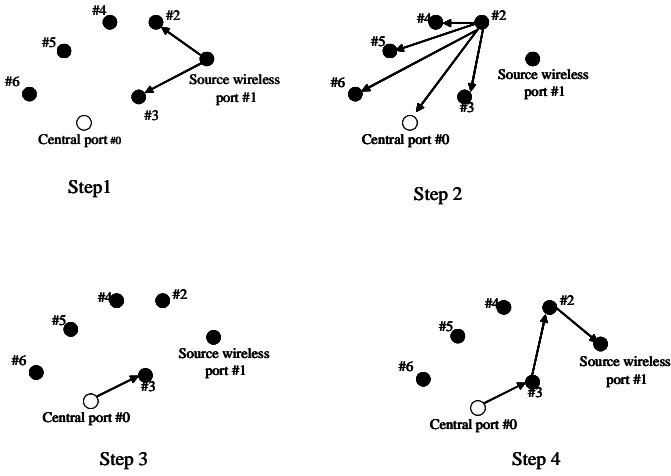 #4
#2
#5
Source wireless
port #1
#6
#3
Central port #0
Step1
#4
#2
#5
Source wireless
port #1
#6
#3
Central port #0
Step 2
#4
#2
#5
Source wireless
port #1
#6
#3
Central port #0
Step 3
#4
#2
#5
Source wireless
port #1
#6
#3
Central port #0
Step 4